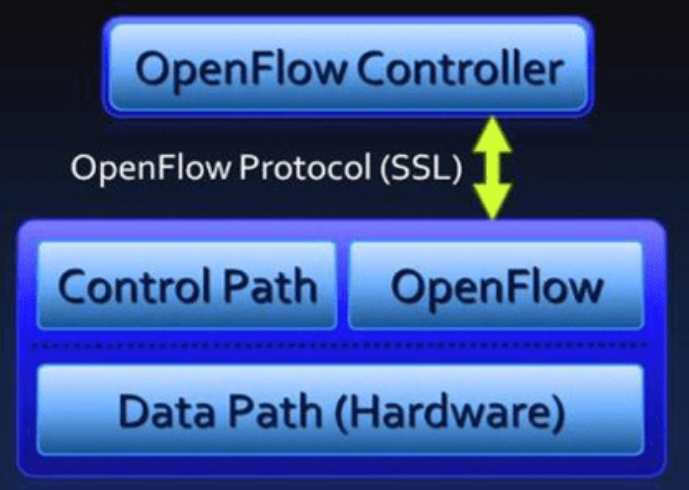 OpenFlow Controller
OpenFlow Protocol (SSL)
Control Path OpenFlow
Data Path (Hardware)